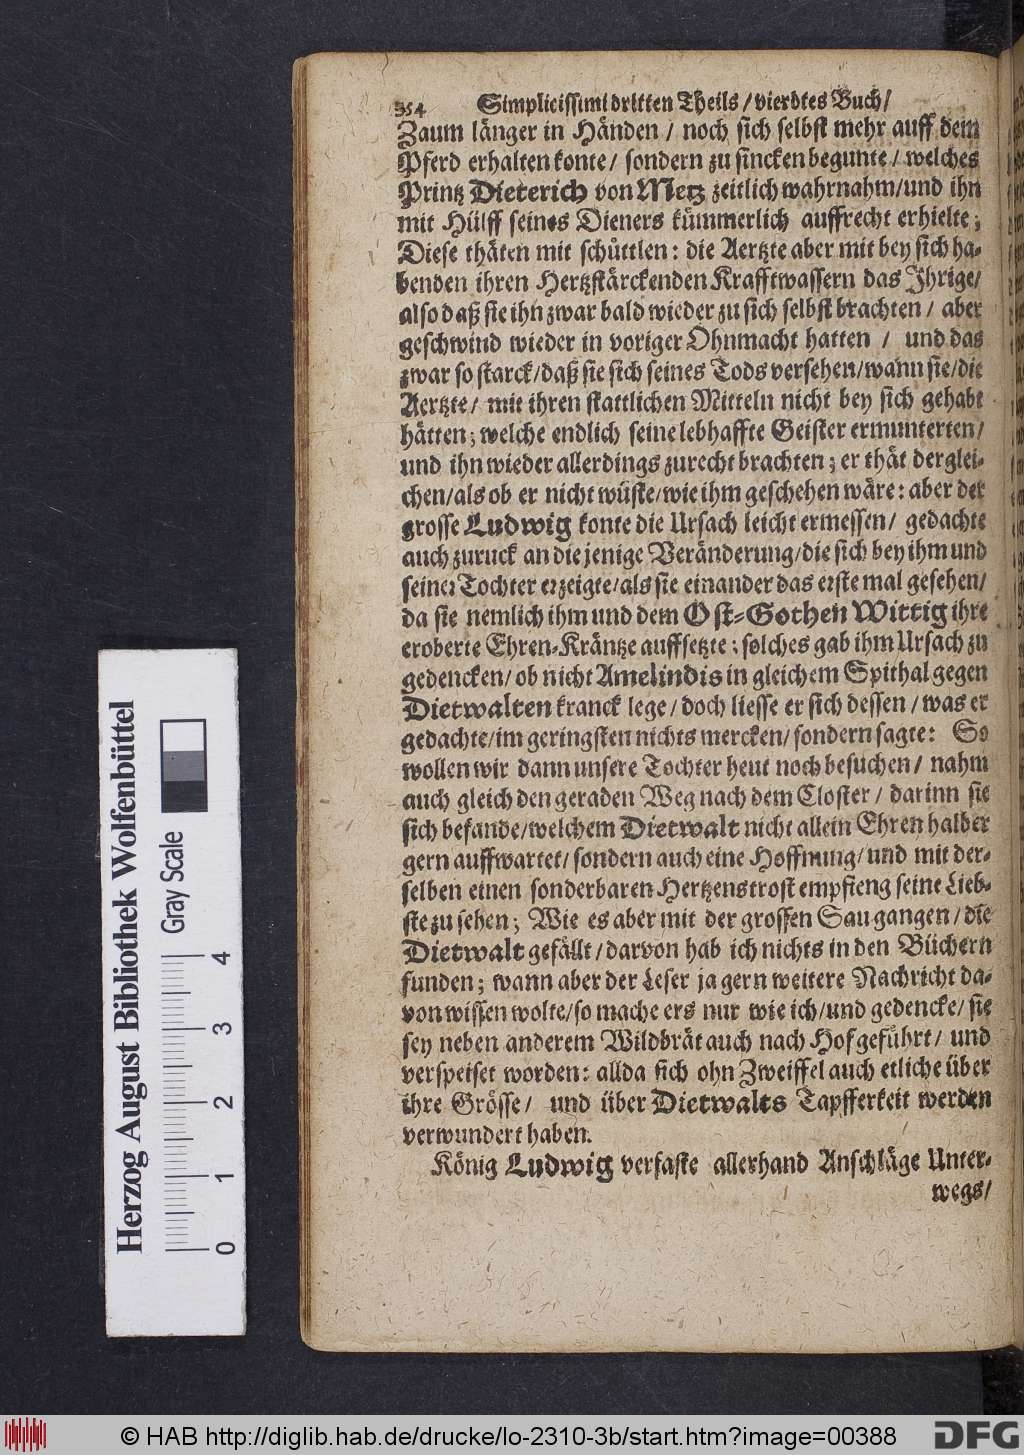 354 Simplicissimi dritten Theils / vierdtes Buch /
Zaum länger in Händen / noch sich selbst mehr auff dem
Pferd erhalten konte / sondern zu sincken begunte / welches
Printz Dieterich von Metz zeitlich wahrnahm / und ihn
mit Hülff seines Dieners kümmerlich auffrecht erhielte;
Diese thäten mit schüttlen: die Aertzte aber mit bey sich ha-
benden ihren Hertzstärckenden Krafftwassern das Ihrige /
also daß sie ihn zwar bald wieder zu sich selbst brachten / aber
geschwind wieder in voriger Ohnmacht hatten / und das
zwar so starck / daß sie sich seines Tods versehen / wann sie / die
Aertzte / mit ihren stattlichen Mitteln nicht bey sich gehabt
hätten; welche endlich seine lebhaffte Geister ermunterten /
und ihn wieder allerdings zurecht brachten; er thät derglei-
chen / als ob er nicht wüste / wie ihm geschehen wäre: aber der
grosse Ludwig konte die Ursach leicht ermessen / gedachte
auch zuruck an die jenige Veränderung / die sich bey ihm und
seiner Tochter erzeigte / als sie einander das erste mal gesehen /
da sie nemlich ihm und dem Ost-Gothen Wittig ihre
eroberte Ehren-Kräntze auffsetzte; solches gab ihm Ursach zu
gedencken / ob nicht Amelindis in gleichem Spithal gegen
Dietwalten kranck lege / doch liesse er sich dessen / was er
gedachte / im geringsten nichts mercken / sondern sagte: So
wollen wir dann unsere Tochter heut noch besuchen / nahm
auch gleich den geraden Weg nach dem Closter / darinn sie
sich befande / welchem Dietwalt nicht allein Ehren halber
gern auffwartet / sondern auch eine Hoffnung / und mit der-
selben einen sonderbaren Hertzenstrost empfieng seine Lieb-
ste zu sehen; Wie es aber mit der grossen Sau gangen / die
Dietwalt gefällt / darvon hab ich nichts in den Büchern
funden; wann aber der Leser ja gern weitere Nachricht da-
von wissen wolte / so mache ers nur wie ich / und gedencke / sie
sey neben anderem Wildbrät auch nach Hof geführt / und
verspeiset worden: allda sich ohn Zweiffel auch etliche über
ihre Grösse / und über Dietwalts Tapfferkeit werden
verwundert haben.
König Ludwig verfaste allerhand Anschläge Unter-
wegs /
Herzog August Bibliothek Wolfenbüttel
Gray Scale
0 1 2 3 4
© HAB http://diglib.hab.de/drucke/lo-2310-3b/start.htm?image=00388
DFG